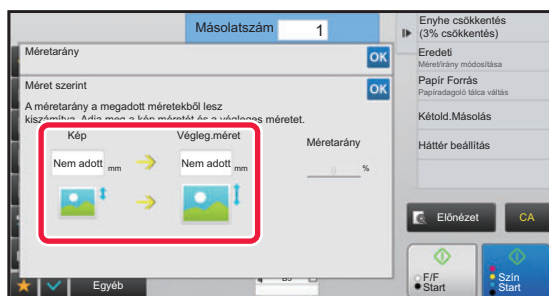 Másolatszám 1
Méretarány
OK
Méret szerint
OK
A méretarány a megadott méretekből lesz
kiszámítva. Adja meg a kép méretét és a végleges méretet.
Kép
Végleg.méret
Méretarány
Nem adott mm
Nem adott mm
0 %
Egyéb
Enyhe csökkentés
(3% csökkentés)
Eredeti
Méret/irány módosítása
Papír Forrás
Papíradagoló tálca váltás
Kétold.Másolás
Háttér beállítás
Előnézet
CA
F/F
Start
Szín
Start